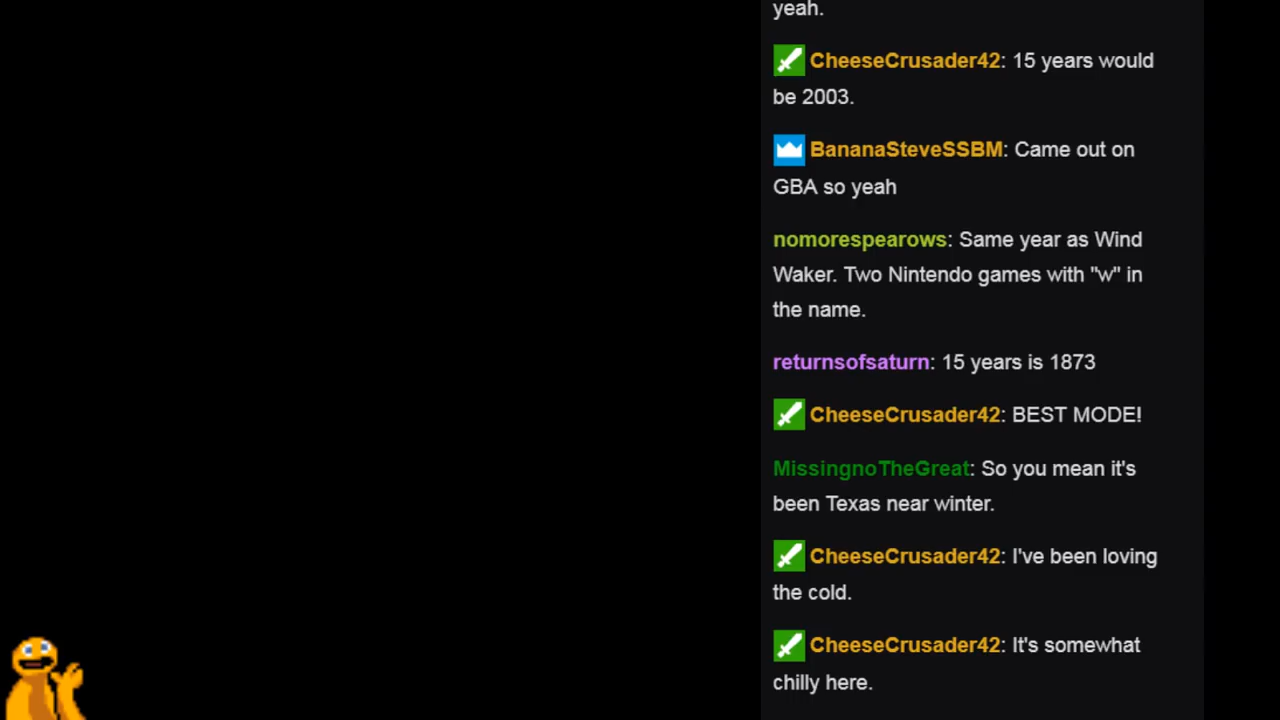 yeah.
CheeseCrusader42: 15 years would
be 2003.
BananaSteveSSBM: Came out on
GBA so yeah
nomorespearows: Same year as Wind
Waker. Two Nintendo games with "w" in
the name.
returnsofsaturn: 15 years is 1873
CheeseCrusader42: BEST MODE!
MissingnoTheGreat: So you mean it's
been Texas near winter.
CheeseCrusader42: I've been loving
the cold.
CheeseCrusader42: It's somewhat
chilly here.